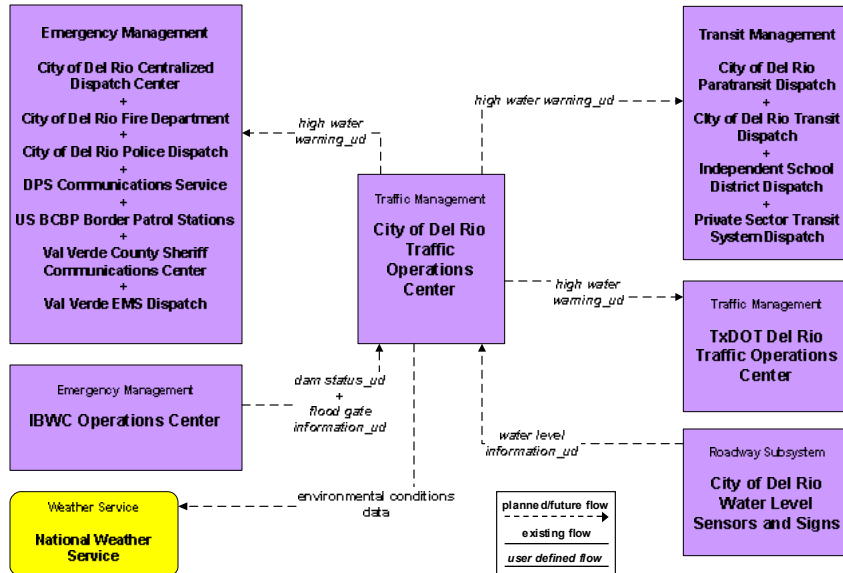 Emergency Management
City of Del Rio Centralized
Dispatch Center
+
City of Del Rio Fire Department
+
City of Del Rio Police Dispatch
+
DPS Communications Service
+
US BCBP Border Patrol Stations
+
Val Verde County Sheriff
Communications Center
+
Val Verde EMS Dispatch
high water
warning_ud
Traffic Management
City of Del Rio
Traffic
Operations
Center
high water warning_ud
Transit Management
City of Del Rio
Paratransit Dispatch
+
CIty of Del Rio Transit
Dispatch
+
Independent School
District Dispatch
+
Private Sector Transit
System Dispatch
high water
warning_ud
Traffic Management
TxDOT Del Rio
Traffic Operations
Center
Emergency Management
IBWC Operations Center
dam status_ud
+
flood gate
information_ud
water level
information_ud
Roadway Subsystem
City of Del Rio
Water Level
Sensors and Signs
Weather Service
National Weather
Service
environmental conditions
data
planned/future flow
existing flow
user defined flow